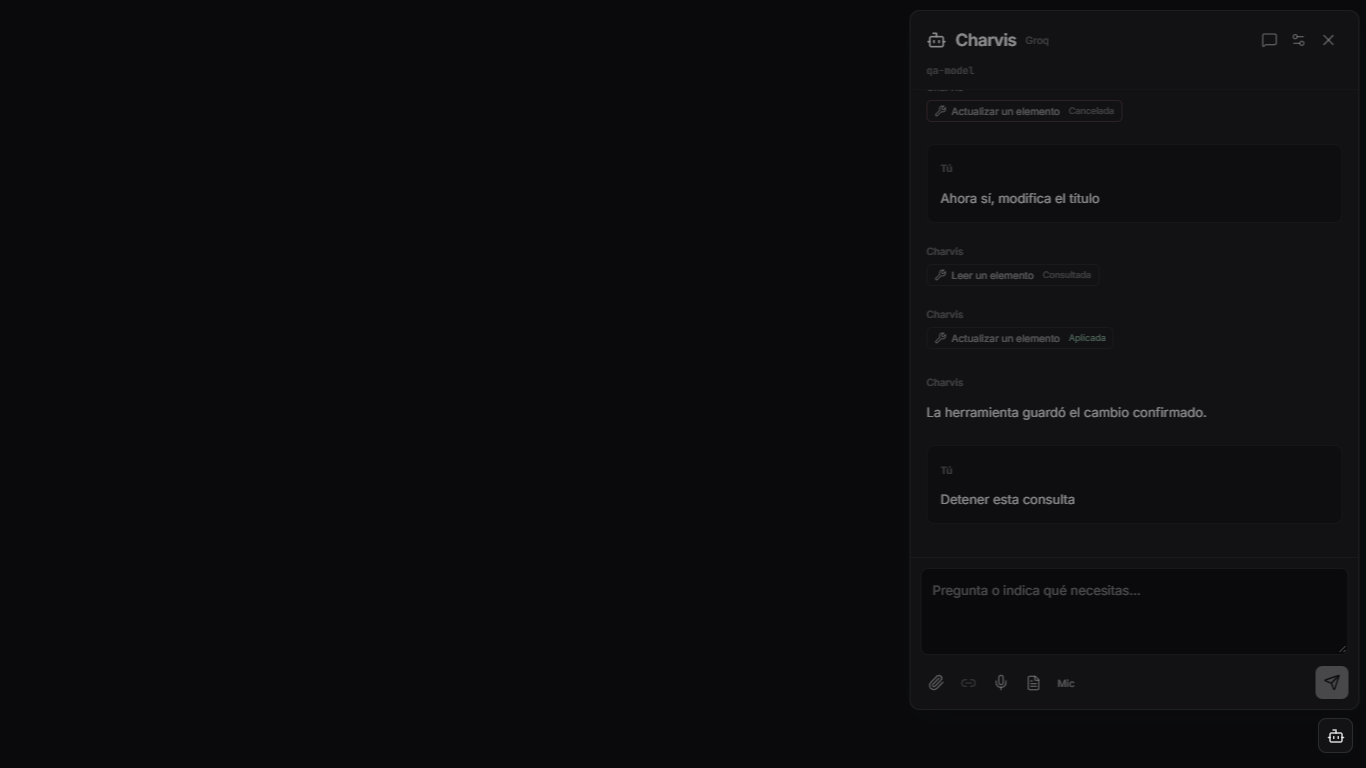 Charvis Groq
qa-model
Actualizar un elemento Cancelada
Tú
Ahora sí, modifica el título
Charvis
Leer un elemento Consultada
Charvis
Actualizar un elemento Aplicada
Charvis
La herramienta guardó el cambio confirmado.
Tú
Detener esta consulta
Pregunta o indica qué necesitas...
Mic